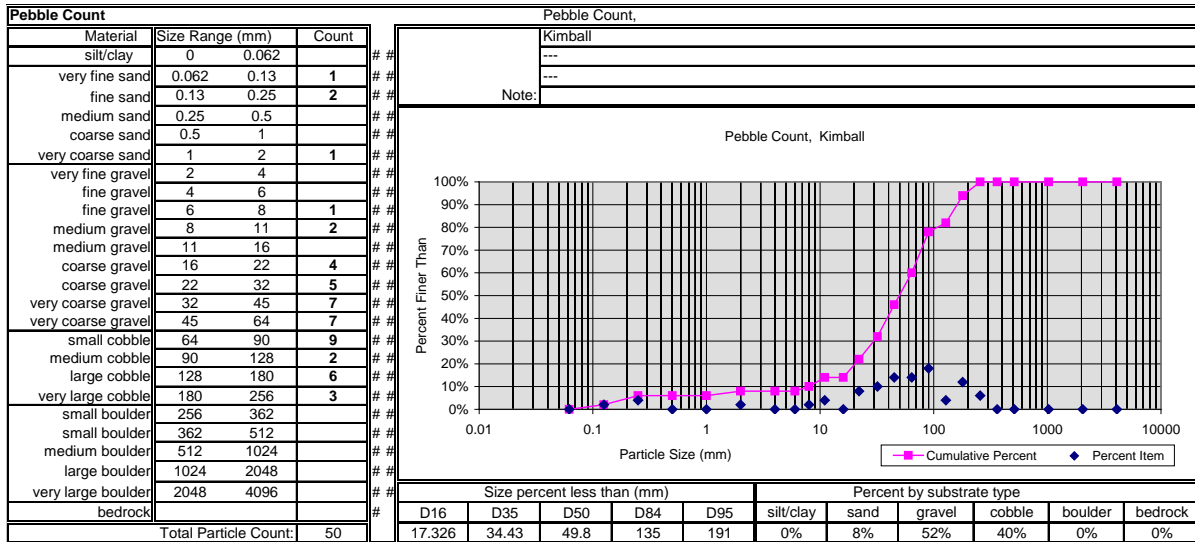 Pebble Count Pebble Count,
Material Size Range (mm) Count
Kimball
silt/clay 0 0.062 # #
---
very fine sand 0.062 0.13 1 # #
---
fine sand 0.13 0.25 2 # #
Note:
medium sand 0.25 0.5 # #
coarse sand 0.5 1 # #
very coarse sand 1 2 1 # #
very fine gravel 2 4 # #
fine gravel 4 6 # #
fine gravel 6 8 1 # #
medium gravel 8 11 2 # #
medium gravel 11 16 # #
coarse gravel 16 22 4 # #
coarse gravel 22 32 5 # #
very coarse gravel 32 45 7 # #
very coarse gravel 45 64 7 # #
small cobble 64 90 9 # #
medium cobble 90 128 2 # #
large cobble 128 180 6 # #
very large cobble 180 256 3 # #
small boulder 256 362 # #
small boulder 362 512 # #
medium boulder 512 1024 # #
large boulder 1024 2048 # #
very large boulder 2048 4096 # #
bedrock #
Total Particle Count: 50
Pebble Count, Kimball
Percent Finer Than
100%
90%
80%
70%
60%
50%
40%
30%
20%
10%
0%
0.01 0.1 1 10 100 1000 10000
Particle Size (mm)
Cumulative Percent Percent Item
Size percent less than (mm) Percent by substrate type
D16 D35 D50 D84 D95 silt/clay sand gravel cobble boulder bedrock
17.326 34.43 49.8 135 191 0% 8% 52% 40% 0% 0%